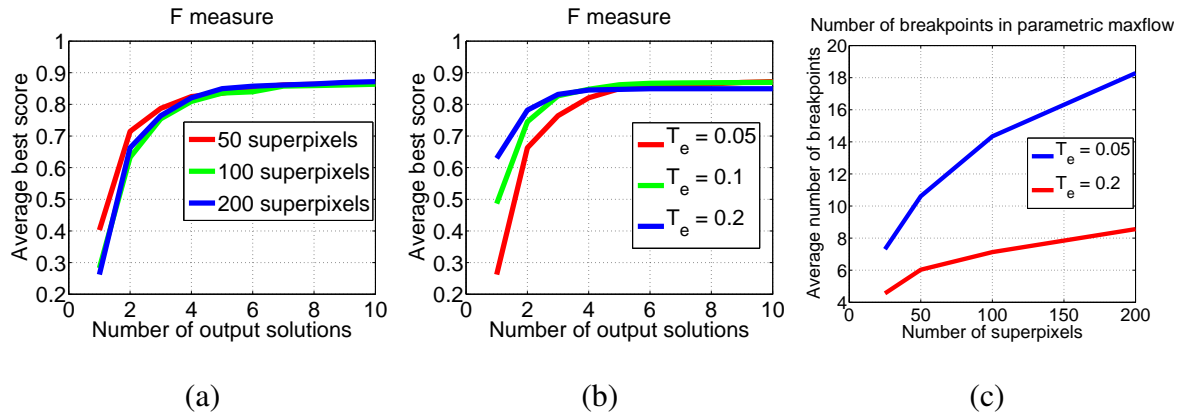 F measure
Average best score
0.9
0.8
0.7
0.6
0.5
0.4
0.3
0.2
0 2 4 6 8 10
Number of output solutions
50 superpixels
100 superpixels
200 superpixels
(a)
F measure
Average best score
0.9
0.8
0.7
0.6
0.5
0.4
0.3
0.2
0 2 4 6 8 10
Number of output solutions
T_e = 0.05
T_e = 0.1
T_e = 0.2
(b)
Number of breakpoints in parametric maxflow
Average number of breakpoints
20
18
16
14
12
10
8
6
4
0 50 100 150 200
Number of superpixels
T_e = 0.05
T_e = 0.2
(c)